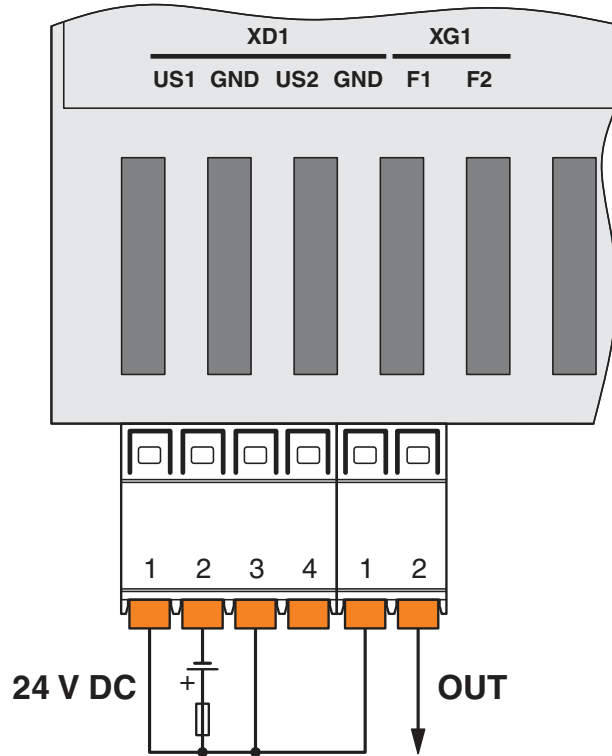 XD1 XG1
US1 GND US2 GND F1 F2
1 2 3 4 1 2
24 V DC + OUT